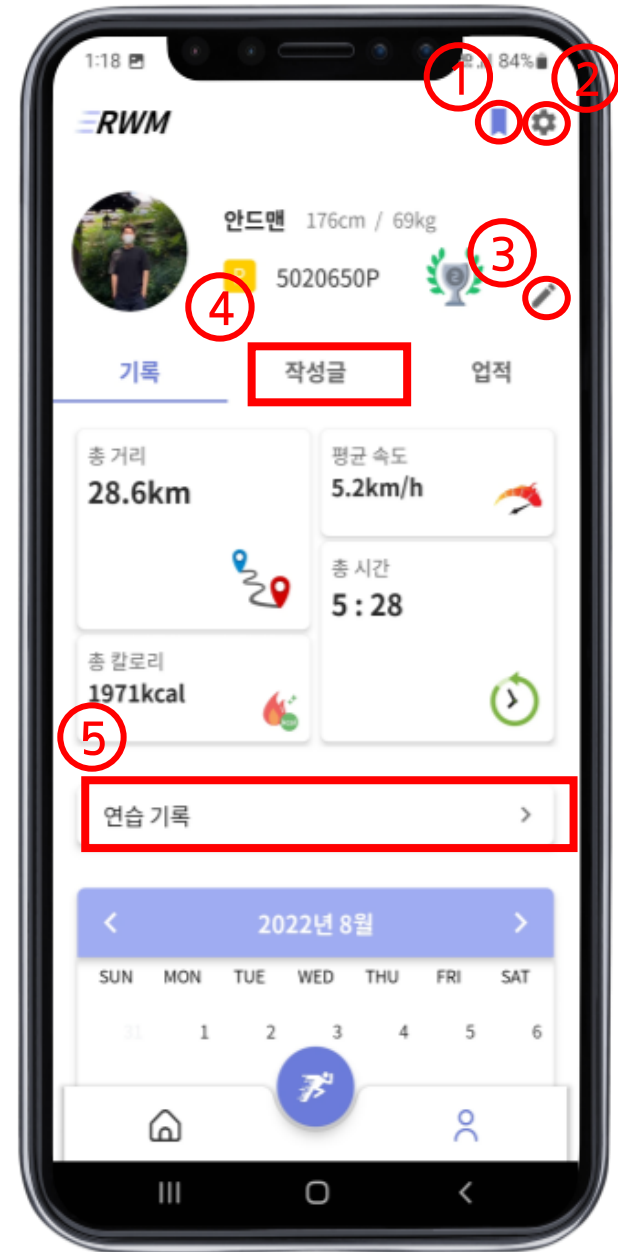 1:18 84%
① ②
RWM
안드맨 176cm / 69kg
③
P 5020650P 2
④
기록 작성글 업적
총 거리
28.6km
평균 속도
5.2km/h
총 시간
5 : 28
총 칼로리
1971kcal
⑤
연습 기록 >
< 2022년 8월 >
SUN MON TUE WED THU FRI SAT
31 1 2 3 4 5 6